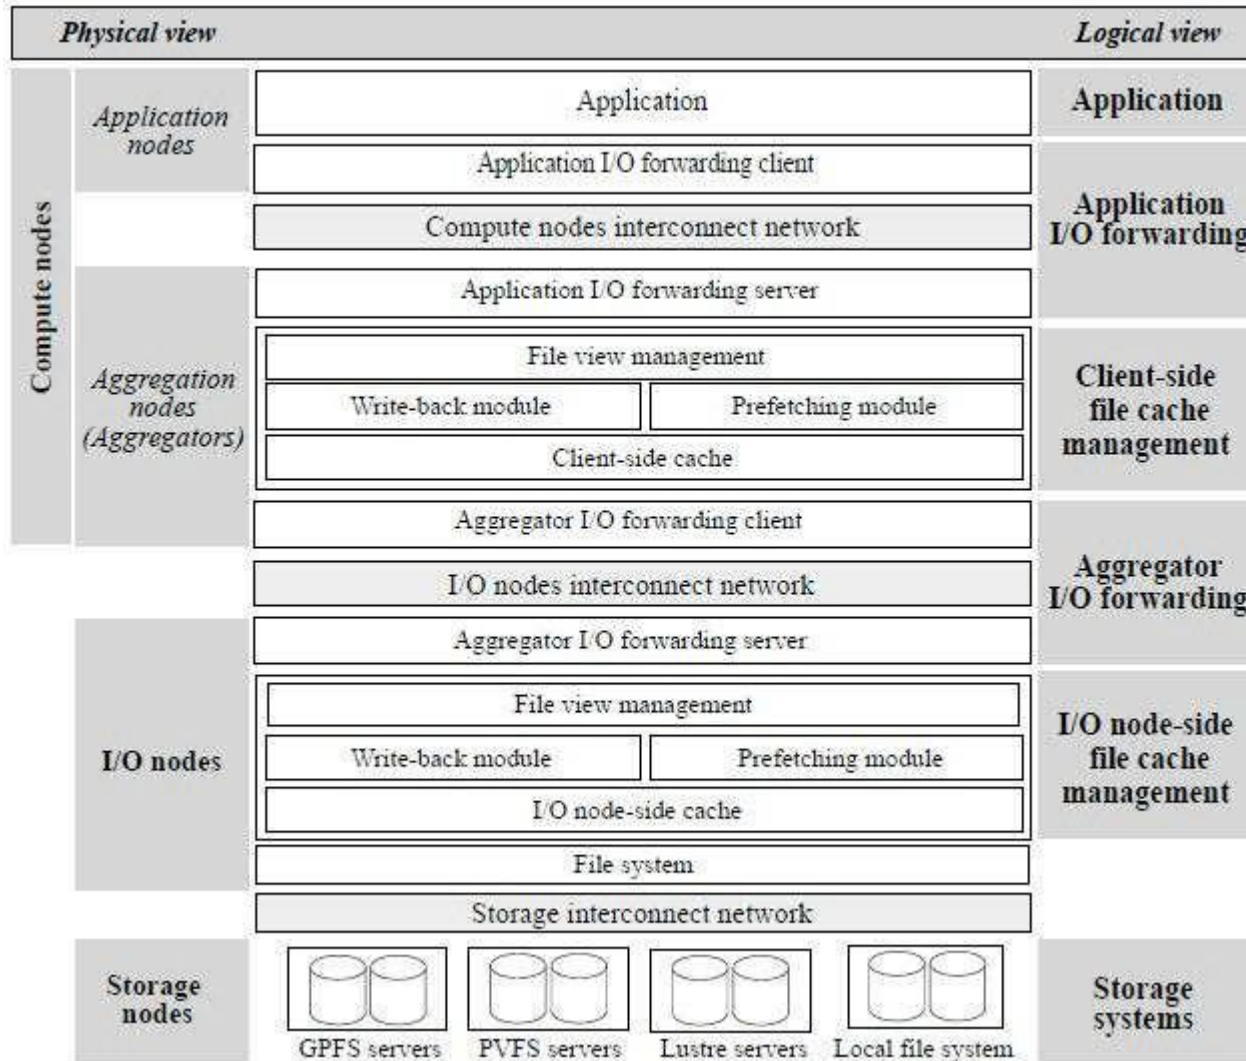 Physical view
Logical view
Compute nodes
Application
nodes
Application
Application
Application I/O forwarding client
Compute nodes interconnect network
Application
I/O forwarding
Aggregation
nodes
(Aggregators)
Application I/O forwarding server
File view management
Write-back module
Prefetching module
Client-side cache
Client-side
file cache
management
Aggregator I/O forwarding client
I/O nodes interconnect network
Aggregator
I/O forwarding
I/O nodes
Aggregator I/O forwarding server
File view management
Write-back module
Prefetching module
I/O node-side cache
I/O node-side
file cache
management
File system
Storage interconnect network
Storage
nodes
GPFS servers
PVFS servers
Lustre servers
Local file system
Storage
systems